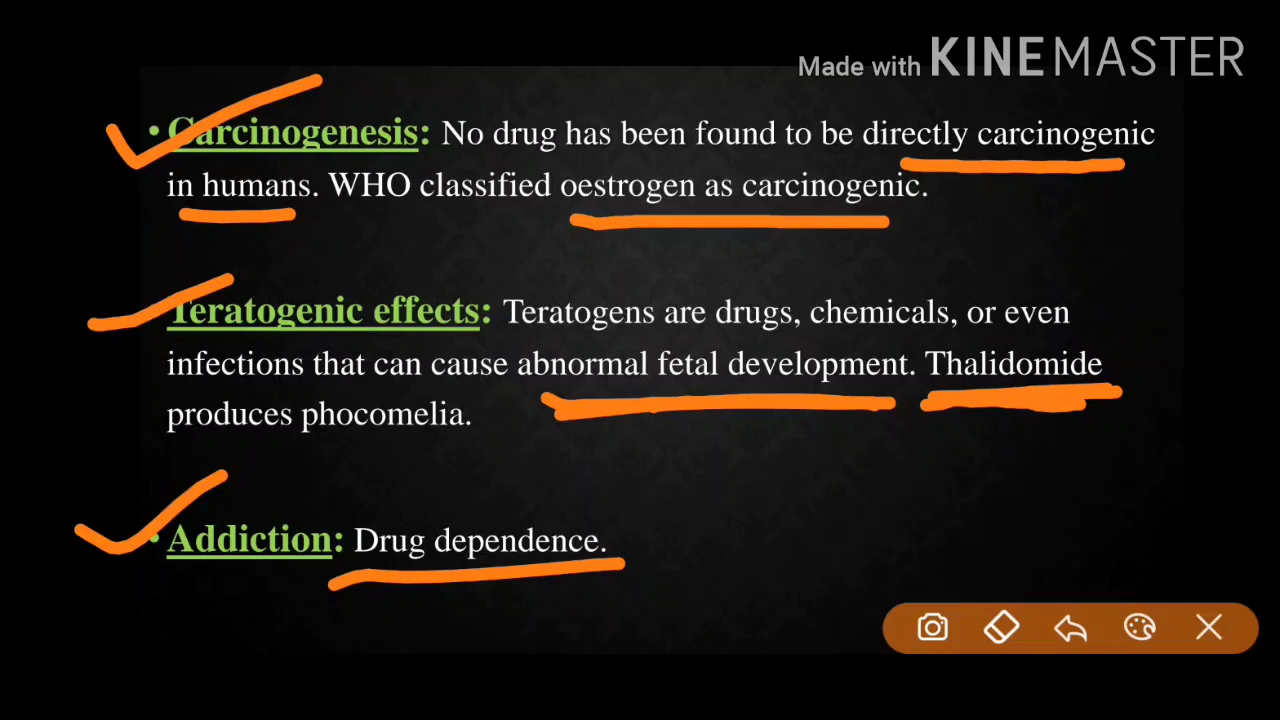 Made with KINEMASTER
• Carcinogenesis: No drug has been found to be directly carcinogenic
in humans. WHO classified oestrogen as carcinogenic.
Teratogenic effects: Teratogens are drugs, chemicals, or even
infections that can cause abnormal fetal development. Thalidomide
produces phocomelia.
• Addiction: Drug dependence.